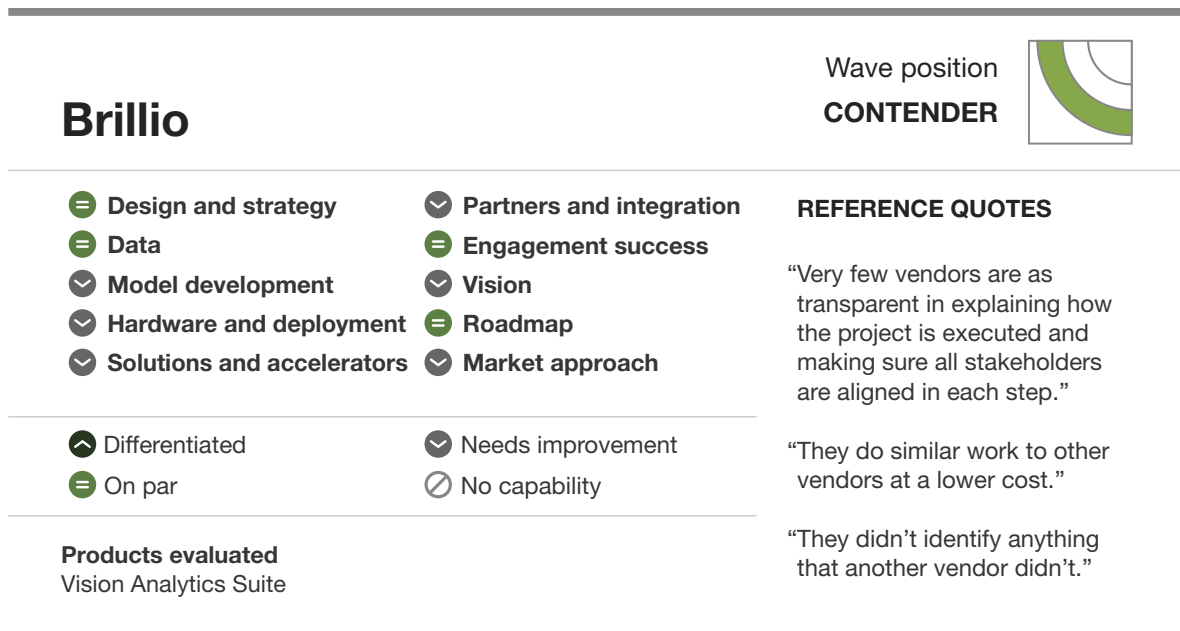 Brillio
Wave position
CONTENDER
Design and strategy
Data
Model development
Hardware and deployment
Solutions and accelerators
Partners and integration
Engagement success
Vision
Roadmap
Market approach
Differentiated
On par
Needs improvement
No capability
Products evaluated
Vision Analytics Suite
REFERENCE QUOTES
“Very few vendors are as
transparent in explaining how
the project is executed and
making sure all stakeholders
are aligned in each step.”
“They do similar work to other
vendors at a lower cost.”
“They didn’t identify anything
that another vendor didn’t.”